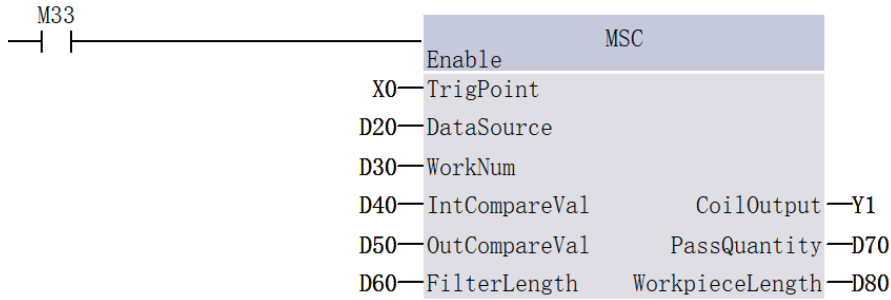 M33
MSC
Enable
X0 TrigPoint
D20 DataSource
D30 WorkNum
D40 IntCompareVal CoilOutput Y1
D50 OutCompareVal PassQuantity D70
D60 FilterLength WorkpieceLength D80